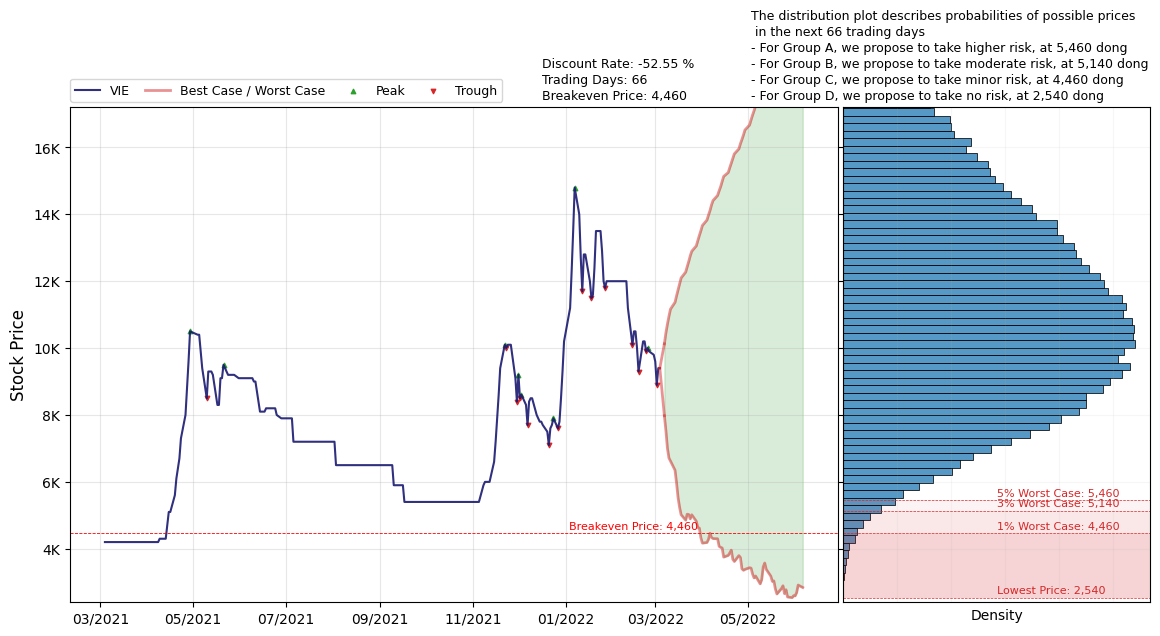 The distribution plot describes probabilities of possible prices
in the next 66 trading days
- For Group A, we propose to take higher risk, at 5,460 dong
- For Group B, we propose to take moderate risk, at 5,140 dong
- For Group C, we propose to take minor risk, at 4,460 dong
- For Group D, we propose to take no risk, at 2,540 dong
Discount Rate: -52.55 %
Trading Days: 66
Breakeven Price: 4,460
VIE Best Case / Worst Case Peak Trough
Stock Price
16K
14K
12K
10K
8K
6K
4K
Breakeven Price: 4,460
03/2021 05/2021 07/2021 09/2021 11/2021 01/2022 03/2022 05/2022
5% Worst Case: 5,460
3% Worst Case: 5,140
1% Worst Case: 4,460
Lowest Price: 2,540
Density